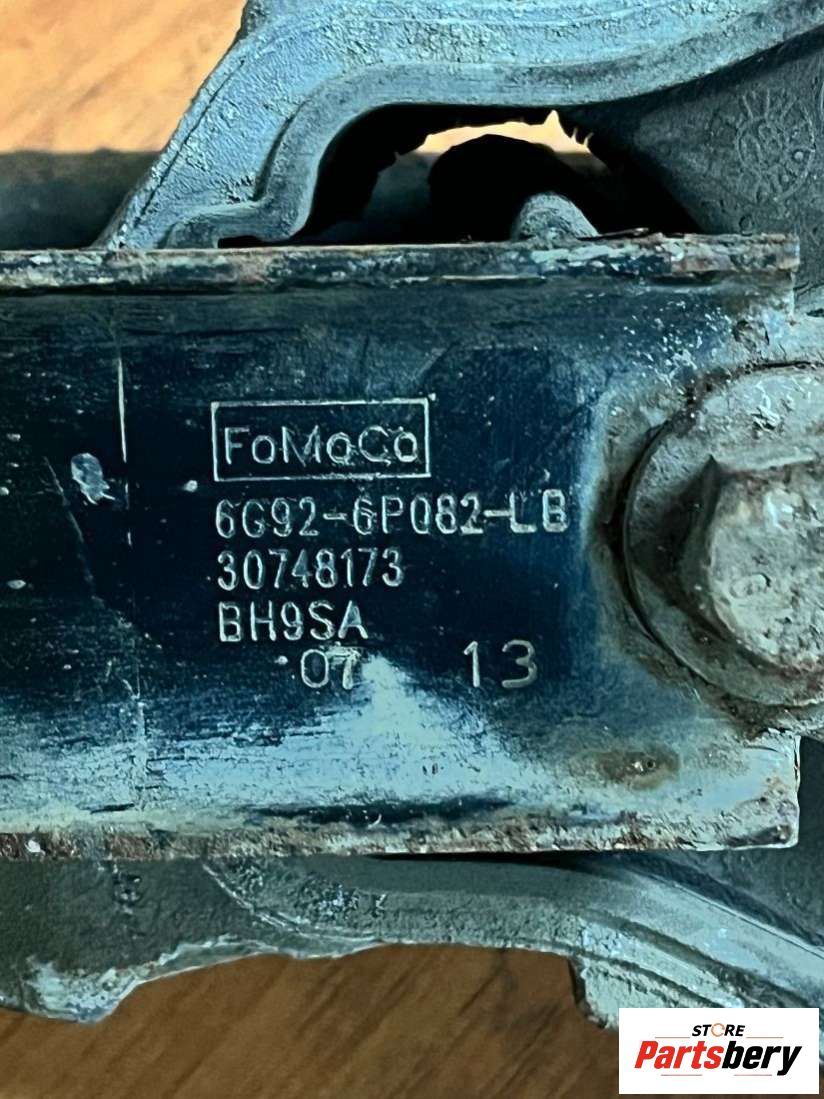 FoMoCo
6G92-6P082-LB
30748173
BH9SA
07 13
STORE
Partsbery